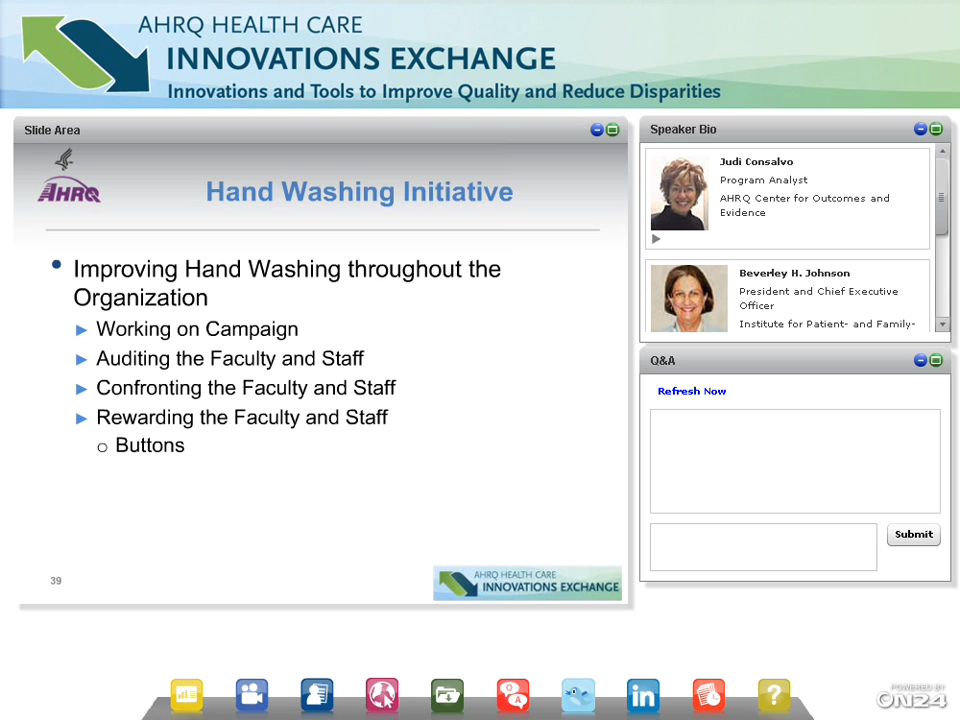 AHRQ HEALTH CARE
INNOVATIONS EXCHANGE
Innovations and Tools to Improve Quality and Reduce Disparities
Slide Area
AHRQ
Hand Washing Initiative
• Improving Hand Washing throughout the
Organization
► Working on Campaign
► Auditing the Faculty and Staff
► Confronting the Faculty and Staff
► Rewarding the Faculty and Staff
o Buttons
39
AHRQ HEALTH CARE
INNOVATIONS EXCHANGE
Speaker Bio
Judi Consalvo
Program Analyst
AHRQ Center for Outcomes and
Evidence
Beverley H. Johnson
President and Chief Executive
Officer
Institute for Patient- and Family-
Q&A
Refresh Now
Submit
Q
A
in
?
POWERED BY
ON24